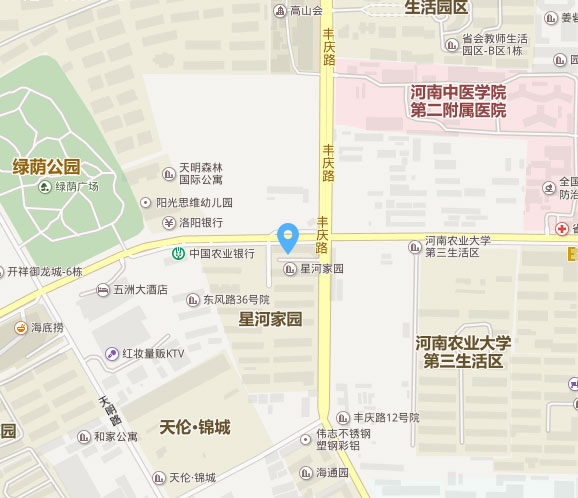 高山会
生活园区
姜砦
省会教师生活
园区-B区1栋
园
丰庆路
河南中医学院
第二附属医院
绿荫公园
绿荫广场
天明森林
国际公寓
丰庆路
全国
防治
阳光思维幼儿园
洛阳银行
省
丰庆路
中国农业银行
河南农业大学
第三生活区
开祥御龙城-6栋
星河家园
五洲大酒店
东风路36号院
星河家园
海底捞
红妆量贩KTV
河南农业大学
第三生活区
天明路
天伦·锦城
丰庆路12号院
园
和家公寓
伟志不锈钢
塑钢彩铝
天伦·锦城
海通园